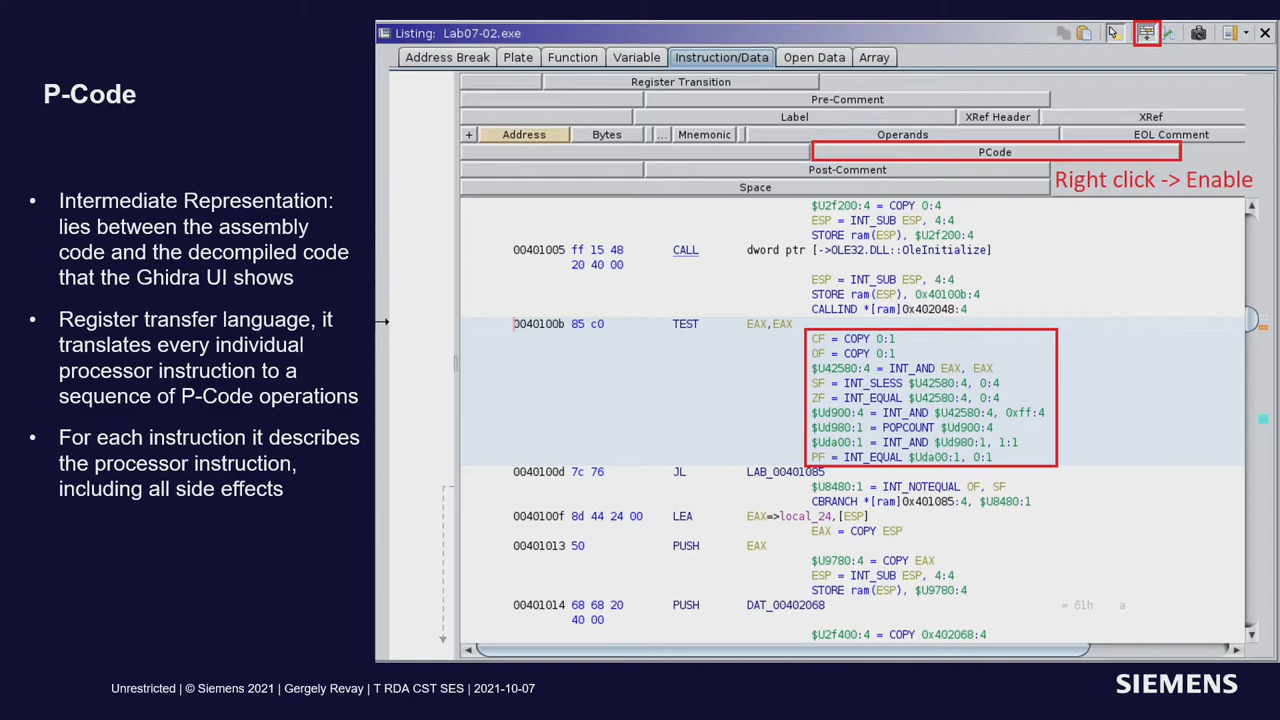 P-Code
• Intermediate Representation:
lies between the assembly
code and the decompiled code
that the Ghidra UI shows
• Register transfer language, it
translates every individual
processor instruction to a
sequence of P-Code operations
• For each instruction it describes
the processor instruction,
including all side effects
Listing: Lab07-02.exe
Address Break Plate Function Variable Instruction/Data Open Data Array
Register Transition
Pre-Comment
Label XRef Header XRef
+ Address Bytes ... Mnemonic Operands EOL Comment
PCode
Post-Comment
Right click -> Enable
Space
$U2f200:4 = COPY 0:4
ESP = INT_SUB ESP, 4:4
STORE ram(ESP), $U2f200:4
00401005 ff 15 48 CALL dword ptr [->OLE32.DLL::OleInitialize]
20 40 00
ESP = INT_SUB ESP, 4:4
STORE ram(ESP), 0x40100b:4
CALLIND *[ram]0x402048:4
0040100b 85 c0 TEST EAX,EAX
CF = COPY 0:1
OF = COPY 0:1
$U42580:4 = INT_AND EAX, EAX
SF = INT_SLESS $U42580:4, 0:4
ZF = INT_EQUAL $U42580:4, 0:4
$Ud900:4 = INT_AND $U42580:4, 0xff:4
$Ud980:1 = POPCOUNT $Ud900:4
$Uda00:1 = INT_AND $Ud980:1, 1:1
PF = INT_EQUAL $Uda00:1, 0:1
0040100d 7c 76 JL LAB_00401085
$U8480:1 = INT_NOTEQUAL OF, SF
CBRANCH *[ram]0x401085:4, $U8480:1
0040100f 8d 44 24 00 LEA EAX=>local_24,[ESP]
EAX = COPY ESP
00401013 50 PUSH EAX
$U9780:4 = COPY EAX
ESP = INT_SUB ESP, 4:4
STORE ram(ESP), $U9780:4
00401014 68 68 20 PUSH DAT_00402068 = 61h a
40 00
$U2f400:4 = COPY 0x402068:4
Unrestricted | © Siemens 2021 | Gergely Revay | T RDA CST SES | 2021-10-07
SIEMENS